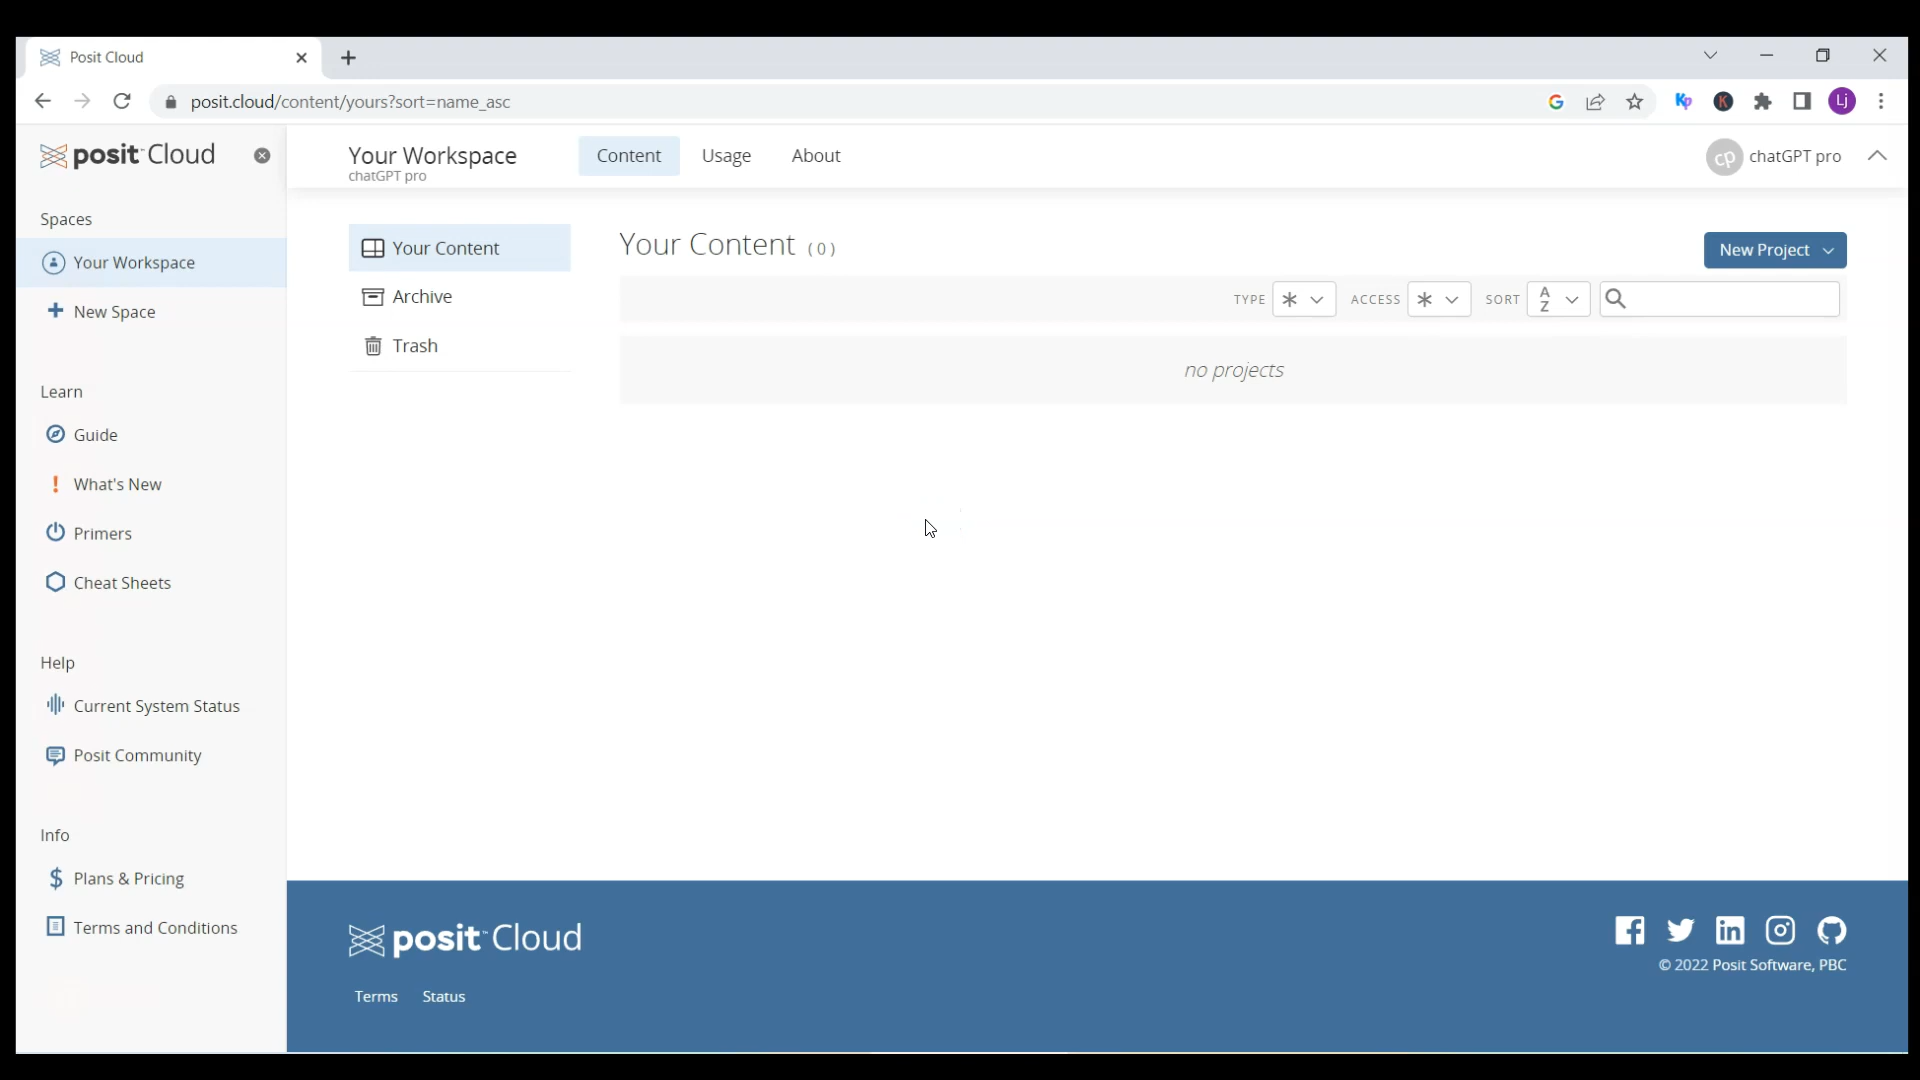 Posit Cloud
posit.cloud/content/yours?sort=name_asc
Lj
posit Cloud
Your Workspace
chatGPT pro
Content
Usage
About
cp
chatGPT pro
Spaces
Your Workspace
New Space
Learn
Guide
What's New
Primers
Cheat Sheets
Help
Current System Status
Posit Community
Info
Plans & Pricing
Terms and Conditions
Your Content
Archive
Trash
Your Content (0)
New Project
TYPE
ACCESS
SORT
A
Z
no projects
posit™ Cloud
Terms
Status
© 2022 Posit Software, PBC